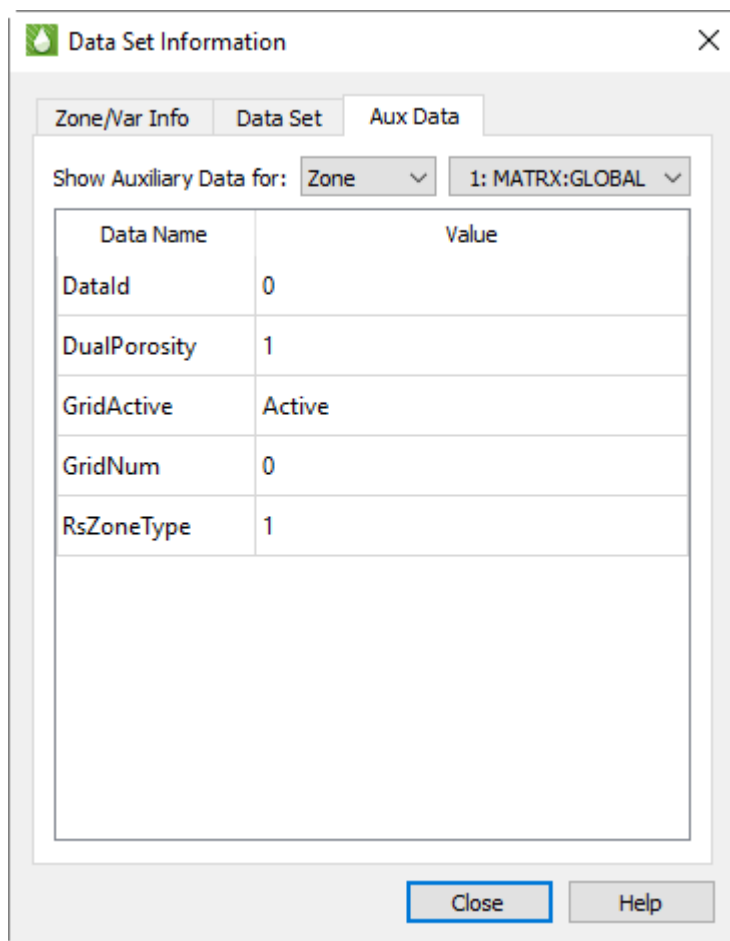 Data Set Information
Zone/Var Info Data Set Aux Data
Show Auxiliary Data for: Zone 1: MATRX:GLOBAL
Data Name Value
DataId 0
DualPorosity 1
GridActive Active
GridNum 0
RsZoneType 1
Close Help